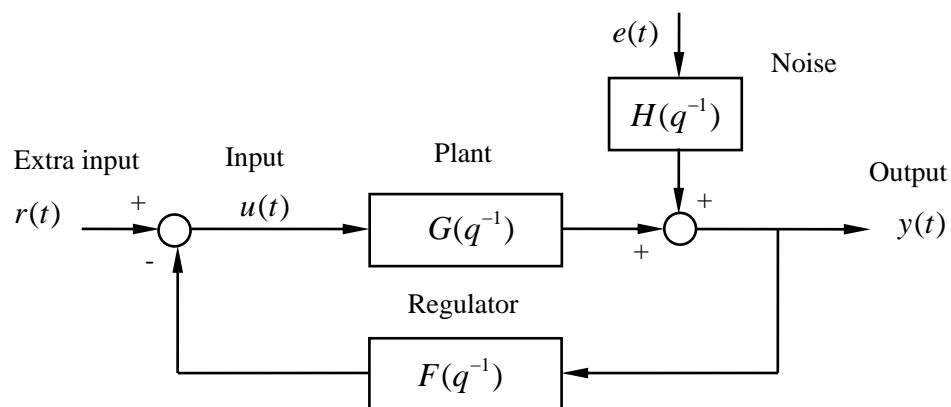 e(t)
Noise
H(q⁻¹)
Extra input
Input
Plant
Output
r(t)
+
u(t)
G(q⁻¹)
+
+
y(t)
-
Regulator
F(q⁻¹)